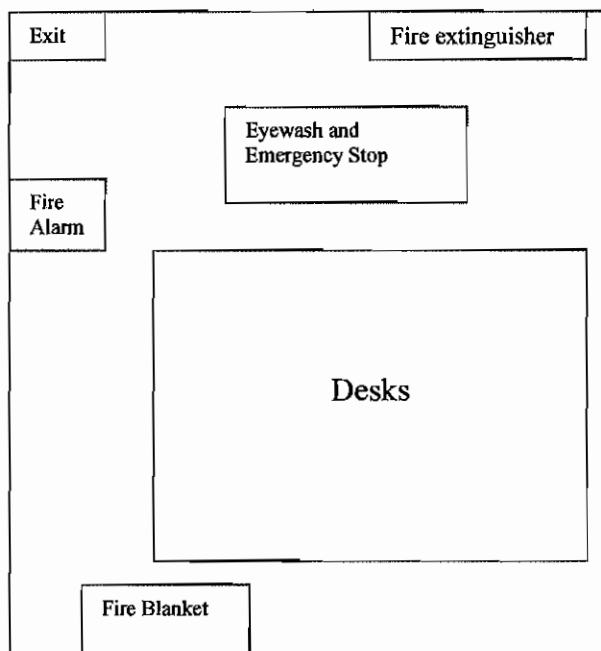 Exit
Fire extinguisher
Eyewash and
Emergency Stop
Fire
Alarm
Desks
Fire Blanket